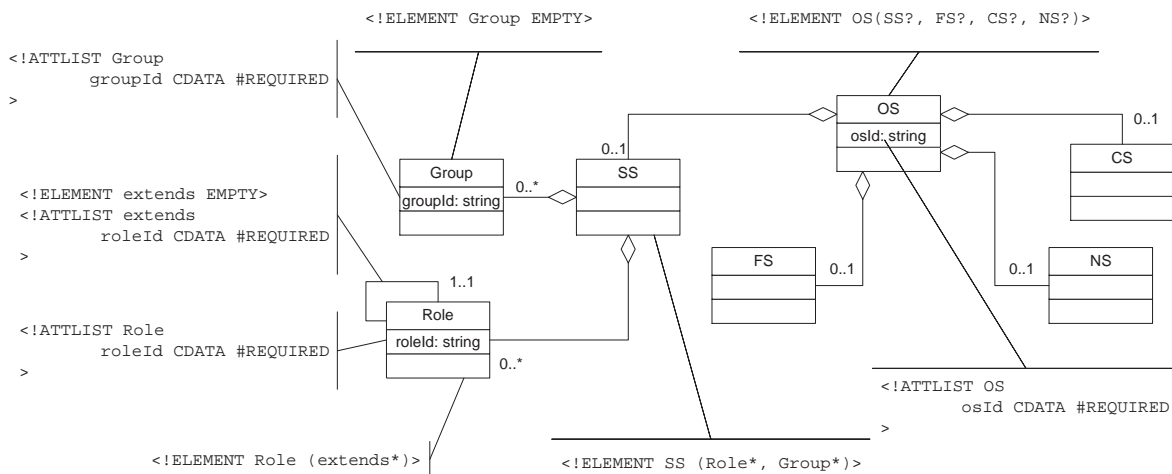 <!ELEMENT Group EMPTY>
<!ELEMENT OS(SS?, FS?, CS?, NS?)>
<!ATTLIST Group
groupId CDATA #REQUIRED
>
OS
osId: string
0..1
CS
0..1
Group
groupId: string
0..*
SS
<!ELEMENT extends EMPTY>
<!ATTLIST extends
roleId CDATA #REQUIRED
>
FS
0..1
0..1
NS
1..1
Role
roleId: string
0..*
<!ATTLIST Role
roleId CDATA #REQUIRED
>
<!ATTLIST OS
osId CDATA #REQUIRED
>
<!ELEMENT Role (extends*)>
<!ELEMENT SS (Role*, Group*)>